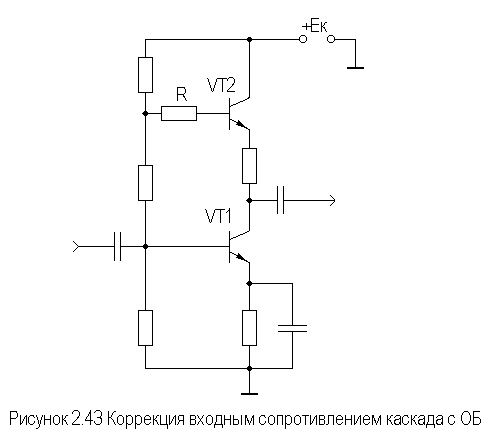 +Eк
VT2
R
VT1
Рисунок 2.43 Коррекция входным сопротивлением каскада с ОБ